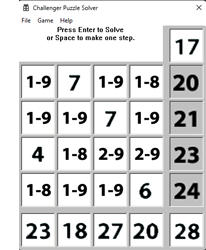 Challenger Puzzle Solver
File Game Help
Press Enter to Solve
or Space to make one step.
17
1-9 7 1-9 1-8 20
1-9 1-9 7 1-9 21
4 1-8 2-9 2-9 23
1-8 1-9 1-9 6 24
23 18 27 20 28